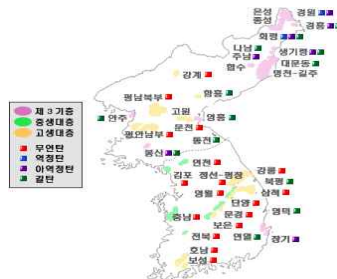 온성
종성
경원
경흥
회령
나남
주남
생기령
함수
대문동
명천-길주
강계
평남북부
고원
함흥
안주
문천
영흥
평안남부
통천
봉산
연천
김포
정선-평창
강릉
북평
삼척
영월
단양
문경
영덕
충남
보은
전북
연일
장기
호남
보성
제3기층
중생대층
고생대층
무연탄
역청탄
아역청탄
갈탄